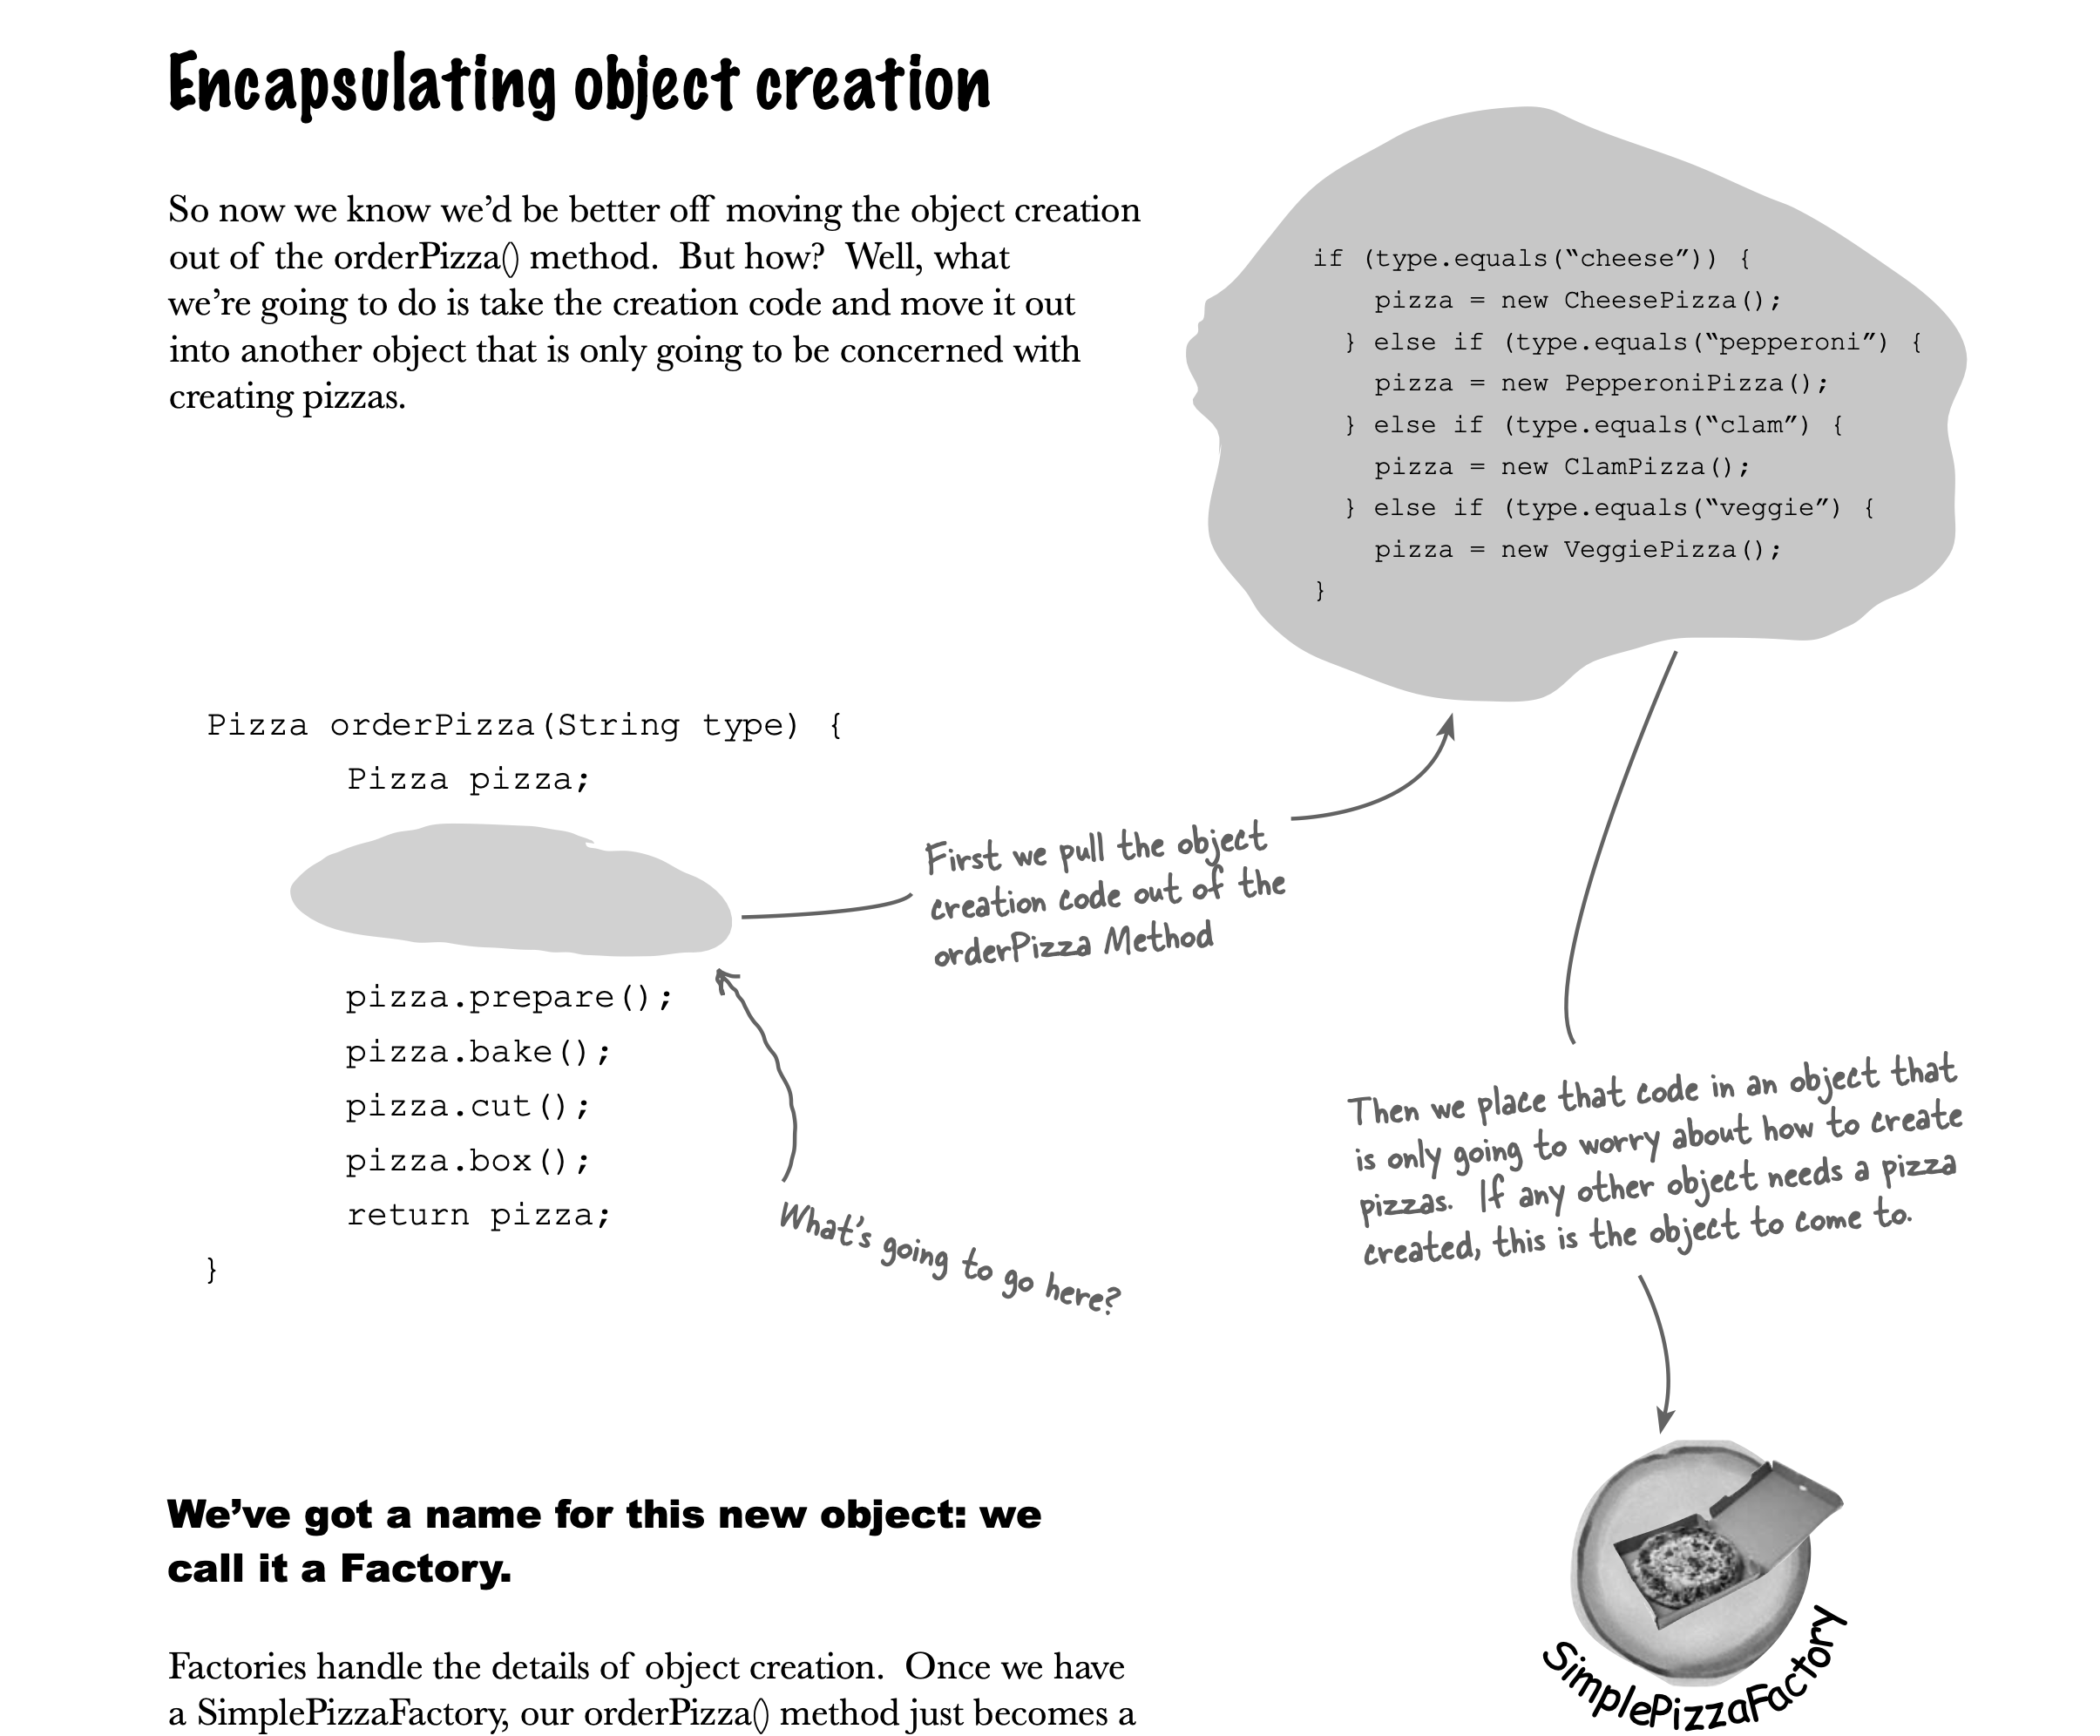 Encapsulating object creation
So now we know we’d be better off moving the object creation
out of the orderPizza() method.  But how?  Well, what
we’re going to do is take the creation code and move it out
into another object that is only going to be concerned with
creating pizzas.
if (type.equals(“cheese”)) {
    pizza = new CheesePizza();
  } else if (type.equals(“pepperoni”) {
    pizza = new PepperoniPizza();
  } else if (type.equals(“clam”) {
    pizza = new ClamPizza();
  } else if (type.equals(“veggie”) {
    pizza = new VeggiePizza();
}
Pizza orderPizza(String type) {
Pizza pizza;
First we pull the object
creation code out of the
orderPizza Method
pizza.prepare();
pizza.bake();
pizza.cut();
pizza.box();
return pizza;
}
What’s going to go here?
Then we place that code in an object that
is only going to worry about how to create
pizzas.  If any other object needs a pizza
created, this is the object to come to.
We’ve got a name for this new object: we
call it a Factory.
Factories handle the details of object creation.  Once we have
a SimplePizzaFactory, our orderPizza() method just becomes a
SimplePizzaFactory